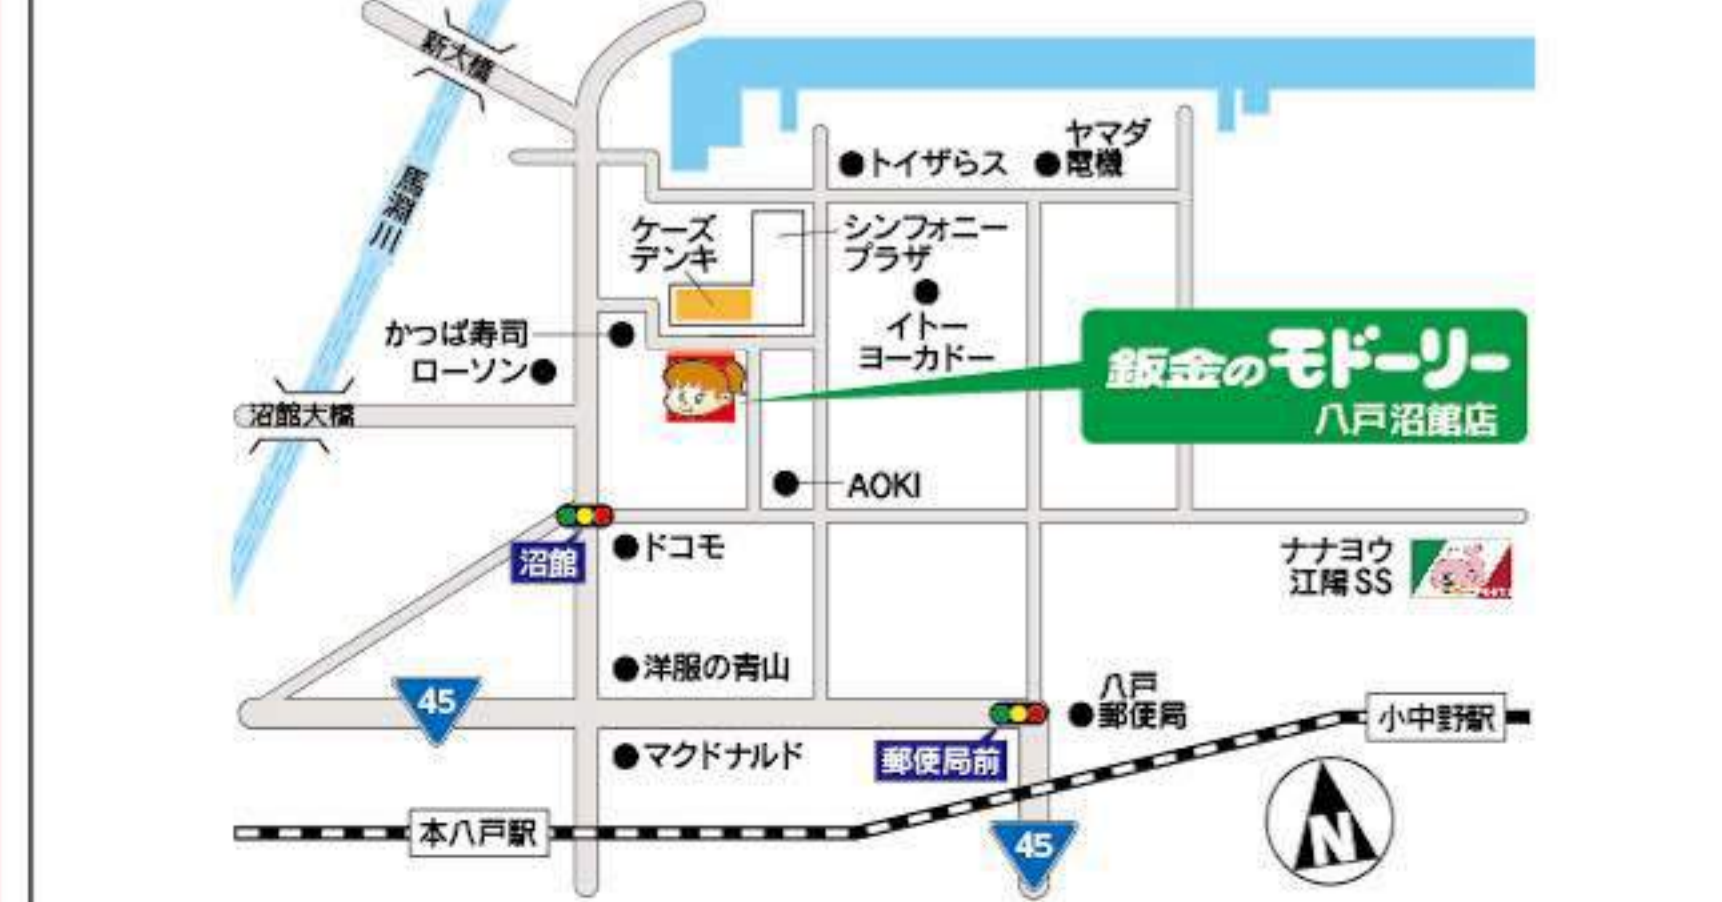 新大橋
馬淵川
トイザらス
ヤマダ
電機
ケーズ
デンキ
シンフォニー
プラザ
イトー
ヨーカドー
かっぱ寿司
ローソン
鈑金のモドーリー
八戸沼館店
沼館大橋
AOKI
沼館
ドコモ
ナナヨウ
江陽SS
洋服の青山
45
八戸
郵便局
小中野駅
マクドナルド
郵便局前
本八戸駅
45
N